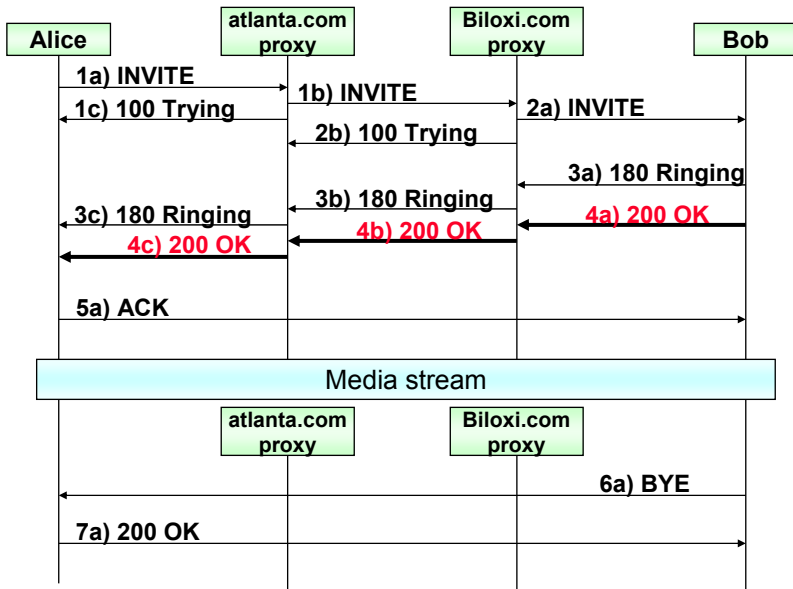 Alice
atlanta.com
proxy
Biloxi.com
proxy
Bob
1a) INVITE
1b) INVITE
1c) 100 Trying
2a) INVITE
2b) 100 Trying
3a) 180 Ringing
3b) 180 Ringing
3c) 180 Ringing
4a) 200 OK
4b) 200 OK
4c) 200 OK
5a) ACK
Media stream
atlanta.com
proxy
Biloxi.com
proxy
6a) BYE
7a) 200 OK